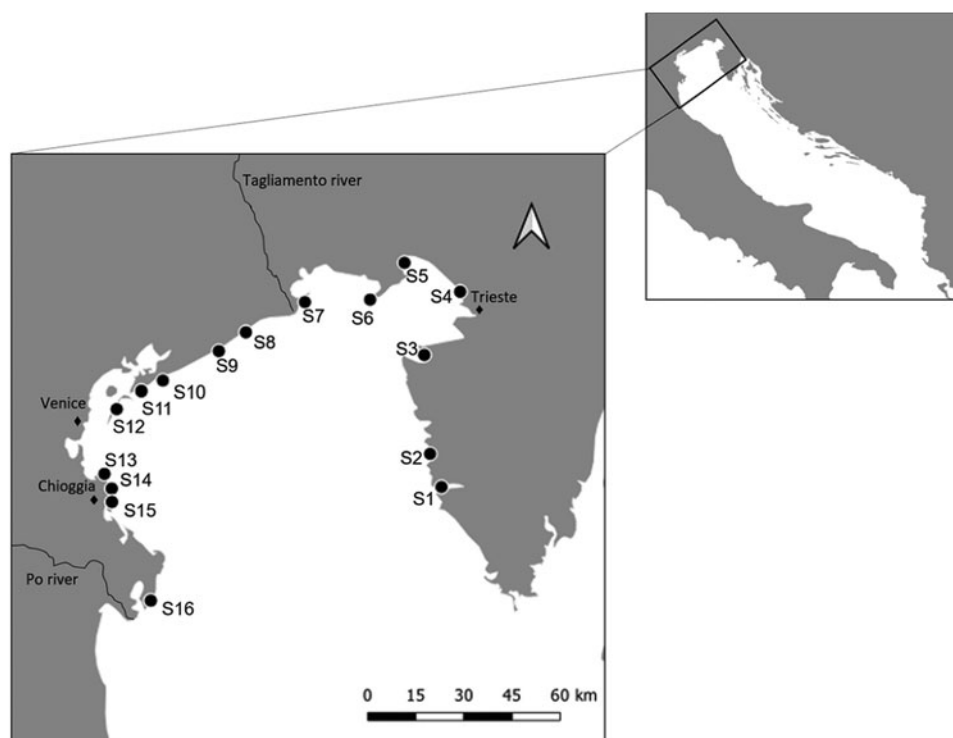 Tagliamento river
S5
S4
Trieste
S7
S6
S8
S3
S9
S10
S11
Venice
S12
S2
S13
Chioggia
S14
S1
S15
Po river
S16
0 15 30 45 60 km